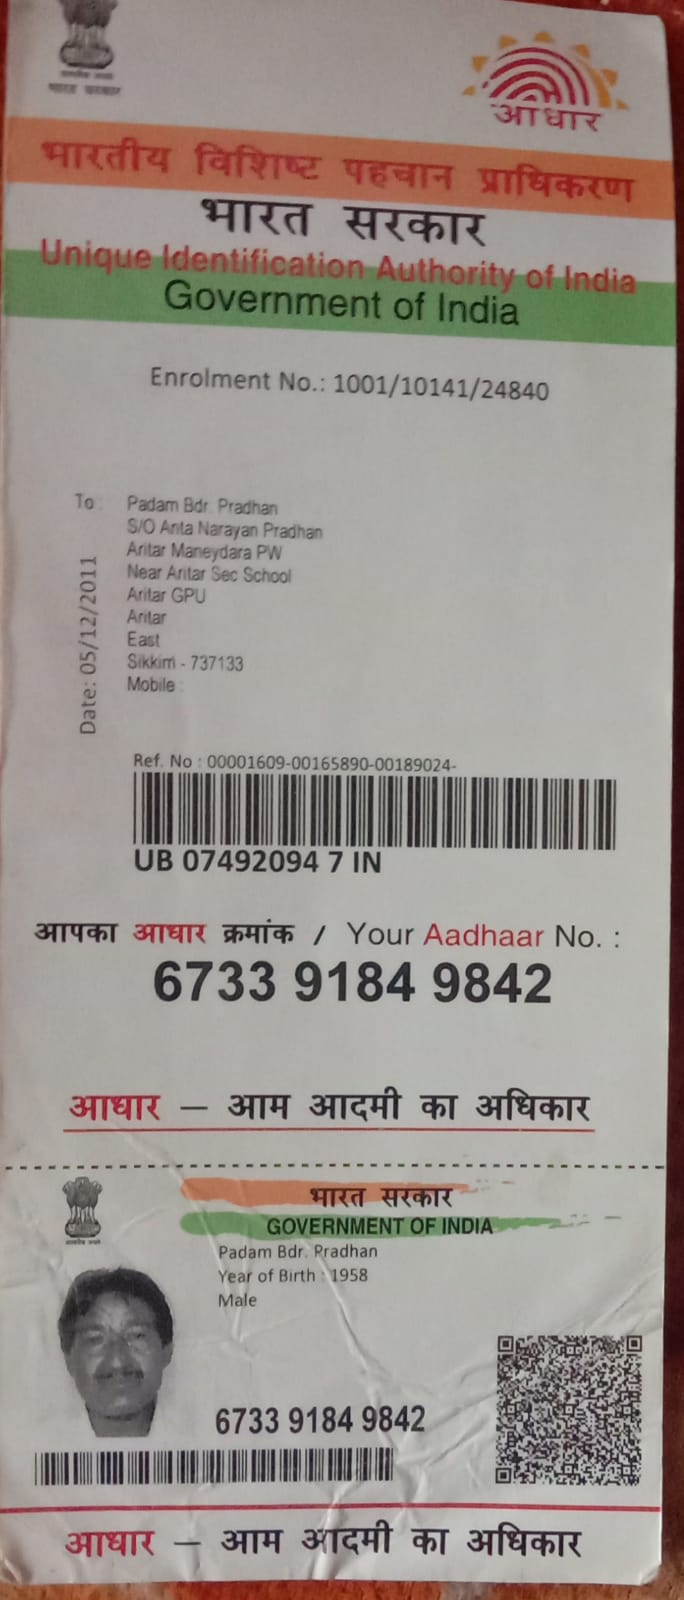 भारत सरकार
आधार
भारतीय विशिष्ट पहचान प्राधिकरण
भारत सरकार
Unique Identification Authority of India
Government of India
Enrolment No.: 1001/10141/24840
To :
Padam Bdr. Pradhan
S/O Anta Narayan Pradhan
Aritar Maneydara PW
Near Aritar Sec School
Aritar GPU
Aritar
East
Sikkim - 737133
Mobile :
Date: 05/12/2011
Ref. No : 00001609-00165890-00189024-
UB 07492094 7 IN
आपका आधार क्रमांक / Your Aadhaar No. :
6733 9184 9842
आधार – आम आदमी का अधिकार
भारत सरकार
GOVERNMENT OF INDIA
Padam Bdr. Pradhan
Year of Birth : 1958
Male
6733 9184 9842
आधार – आम आदमी का अधिकार